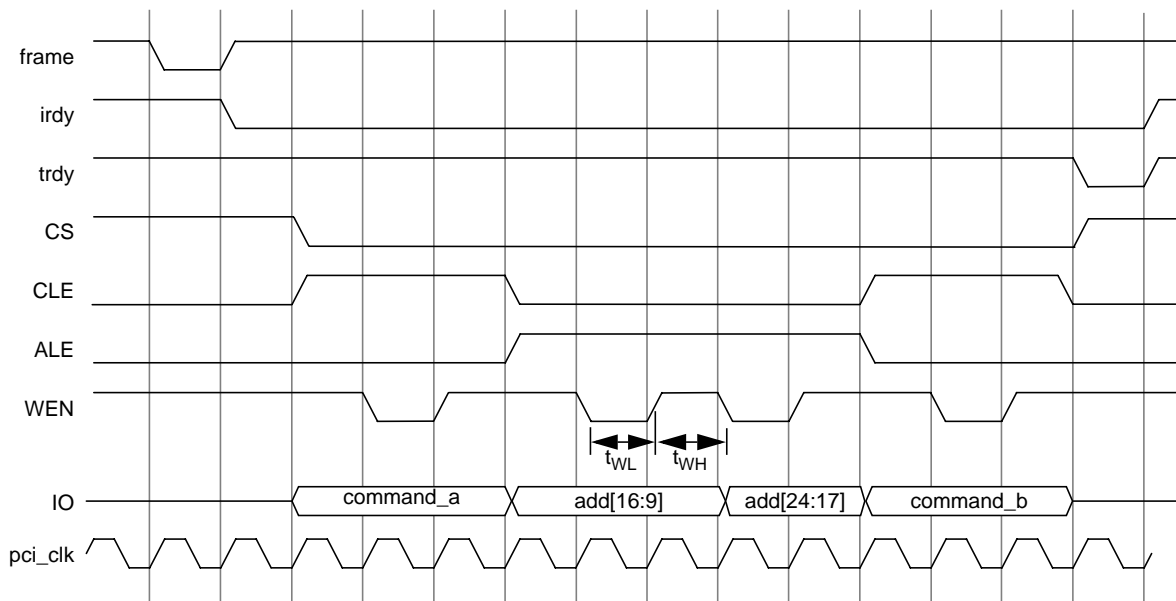 frame
irdy
trdy
CS
CLE
ALE
WEN
tWL tWH
IO command_a add[16:9] add[24:17] command_b
pci_clk